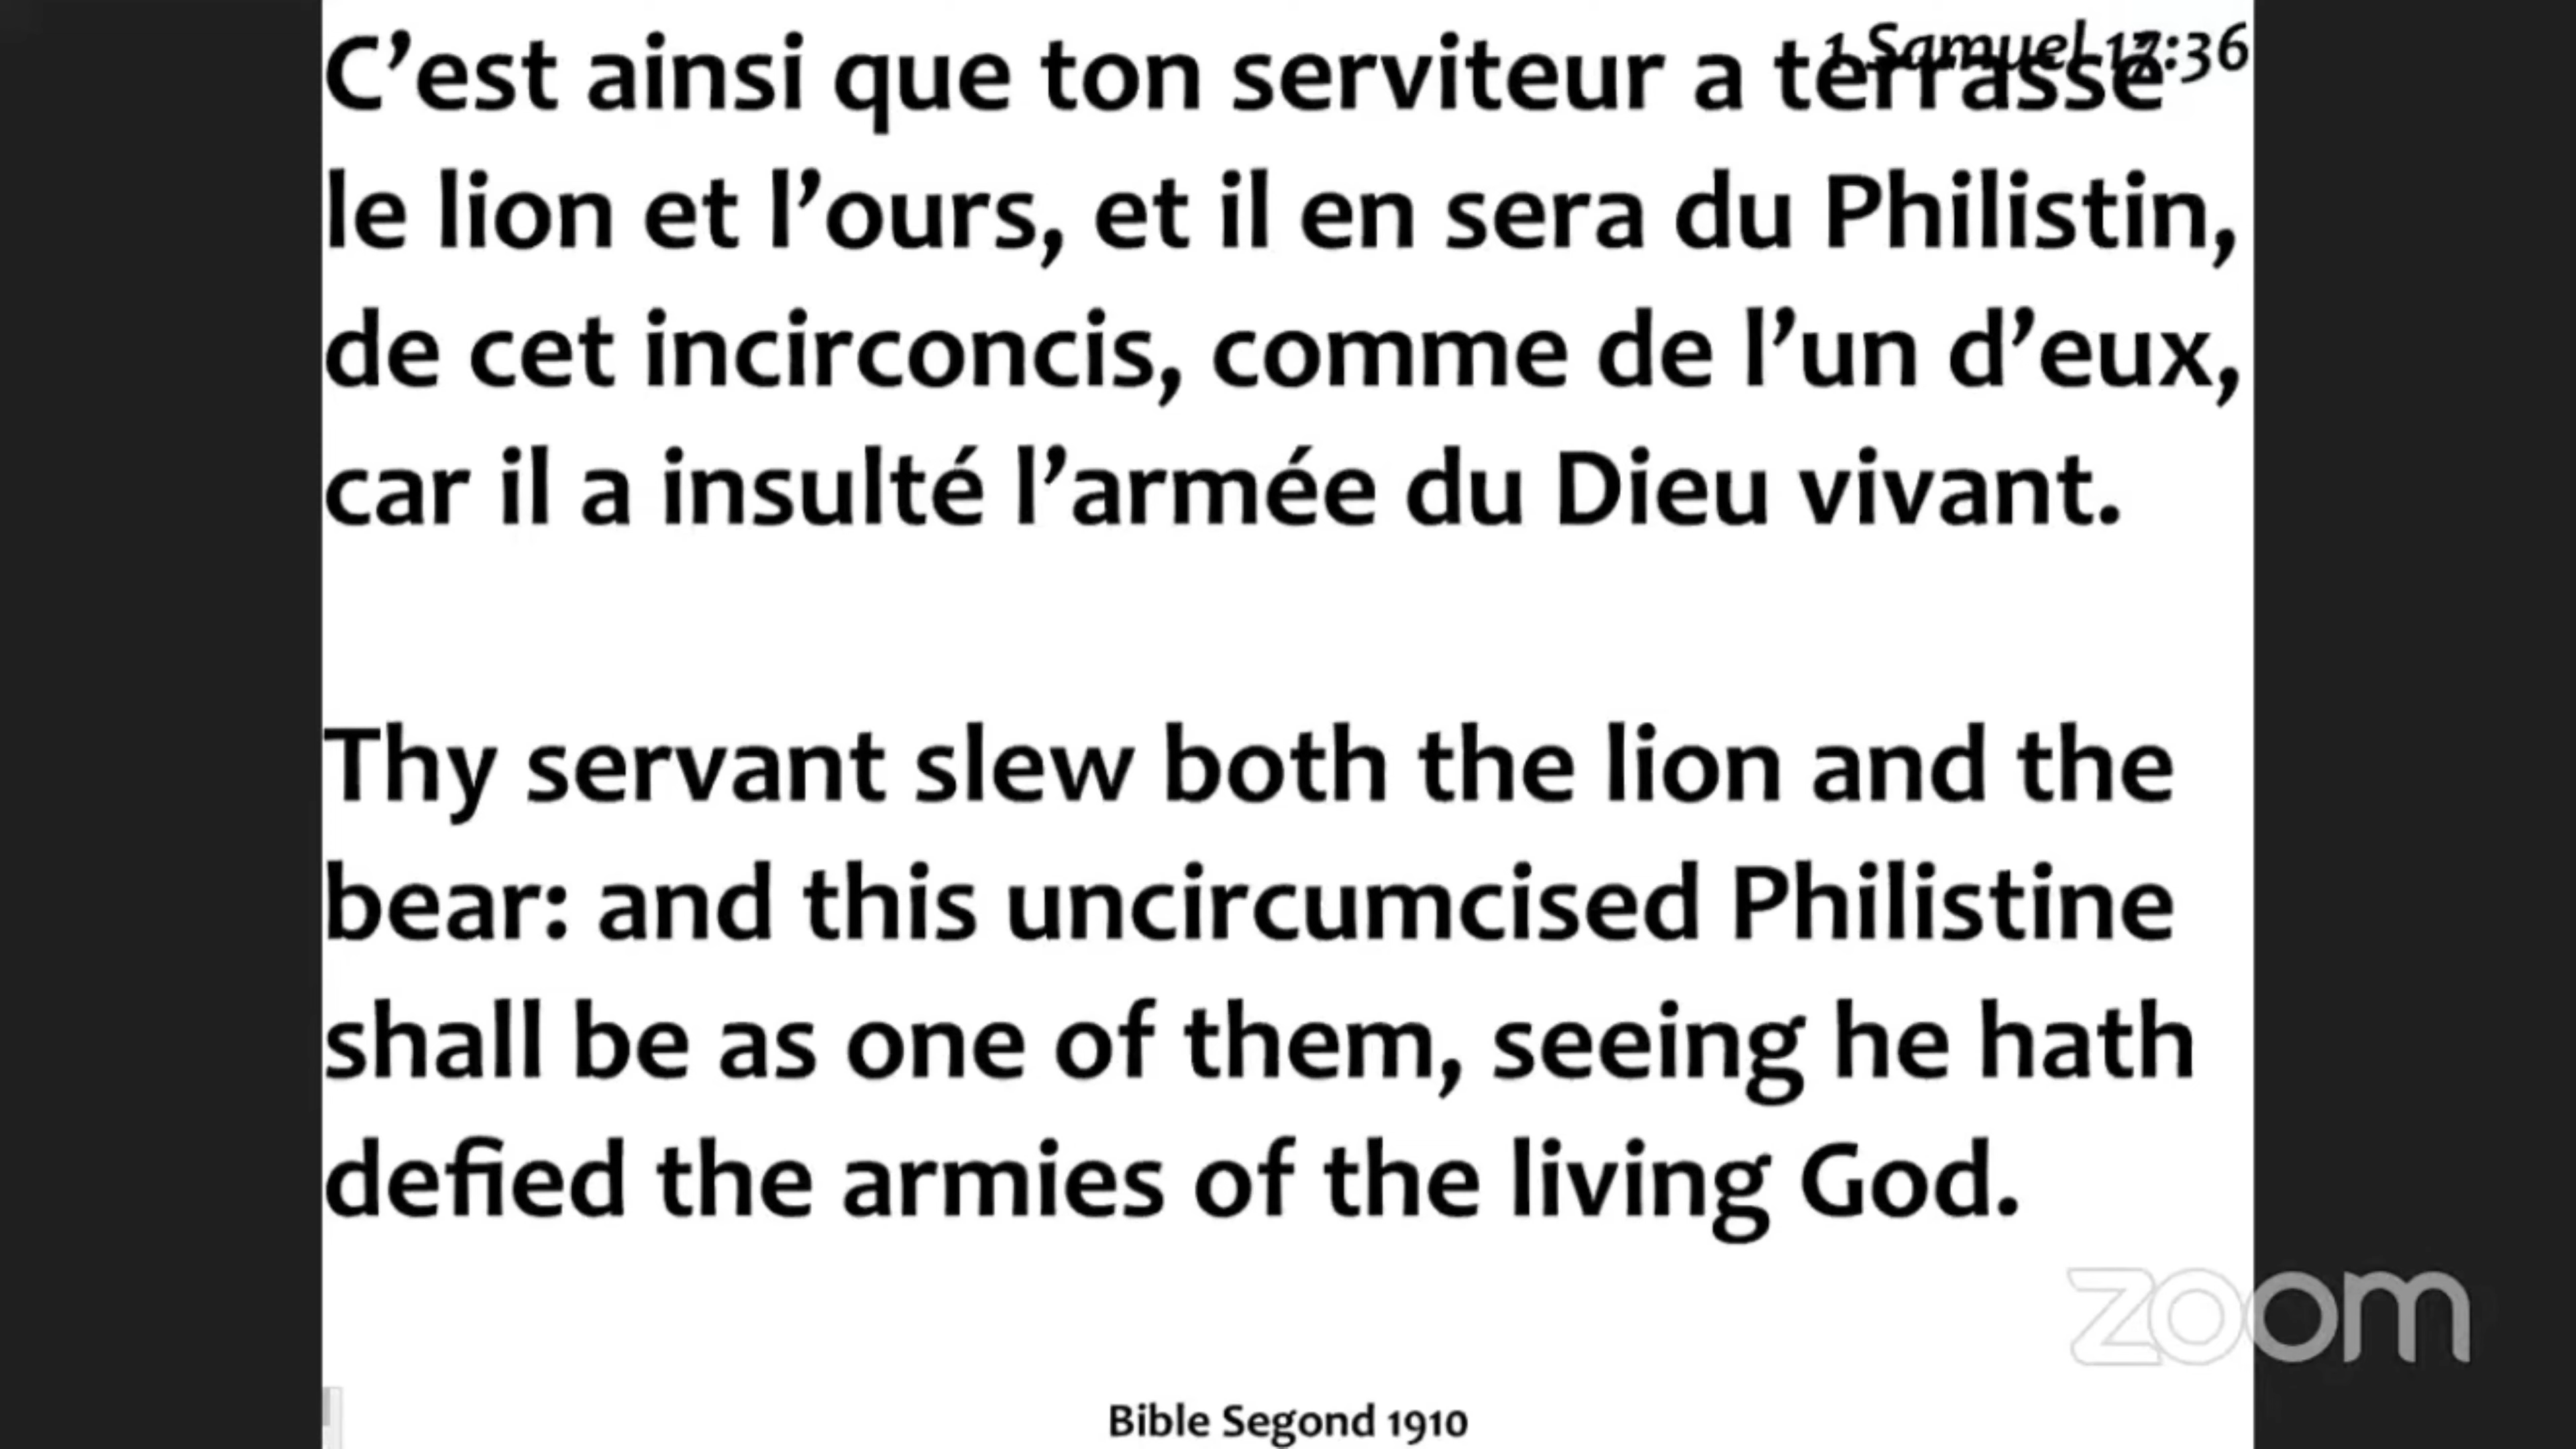 1 Samuel 17:36
C’est ainsi que ton serviteur a terrassé
le lion et l’ours, et il en sera du Philistin,
de cet incirconcis, comme de l’un d’eux,
car il a insulté l’armée du Dieu vivant.
Thy servant slew both the lion and the
bear: and this uncircumcised Philistine
shall be as one of them, seeing he hath
defied the armies of the living God.
zoom
Bible Segond 1910